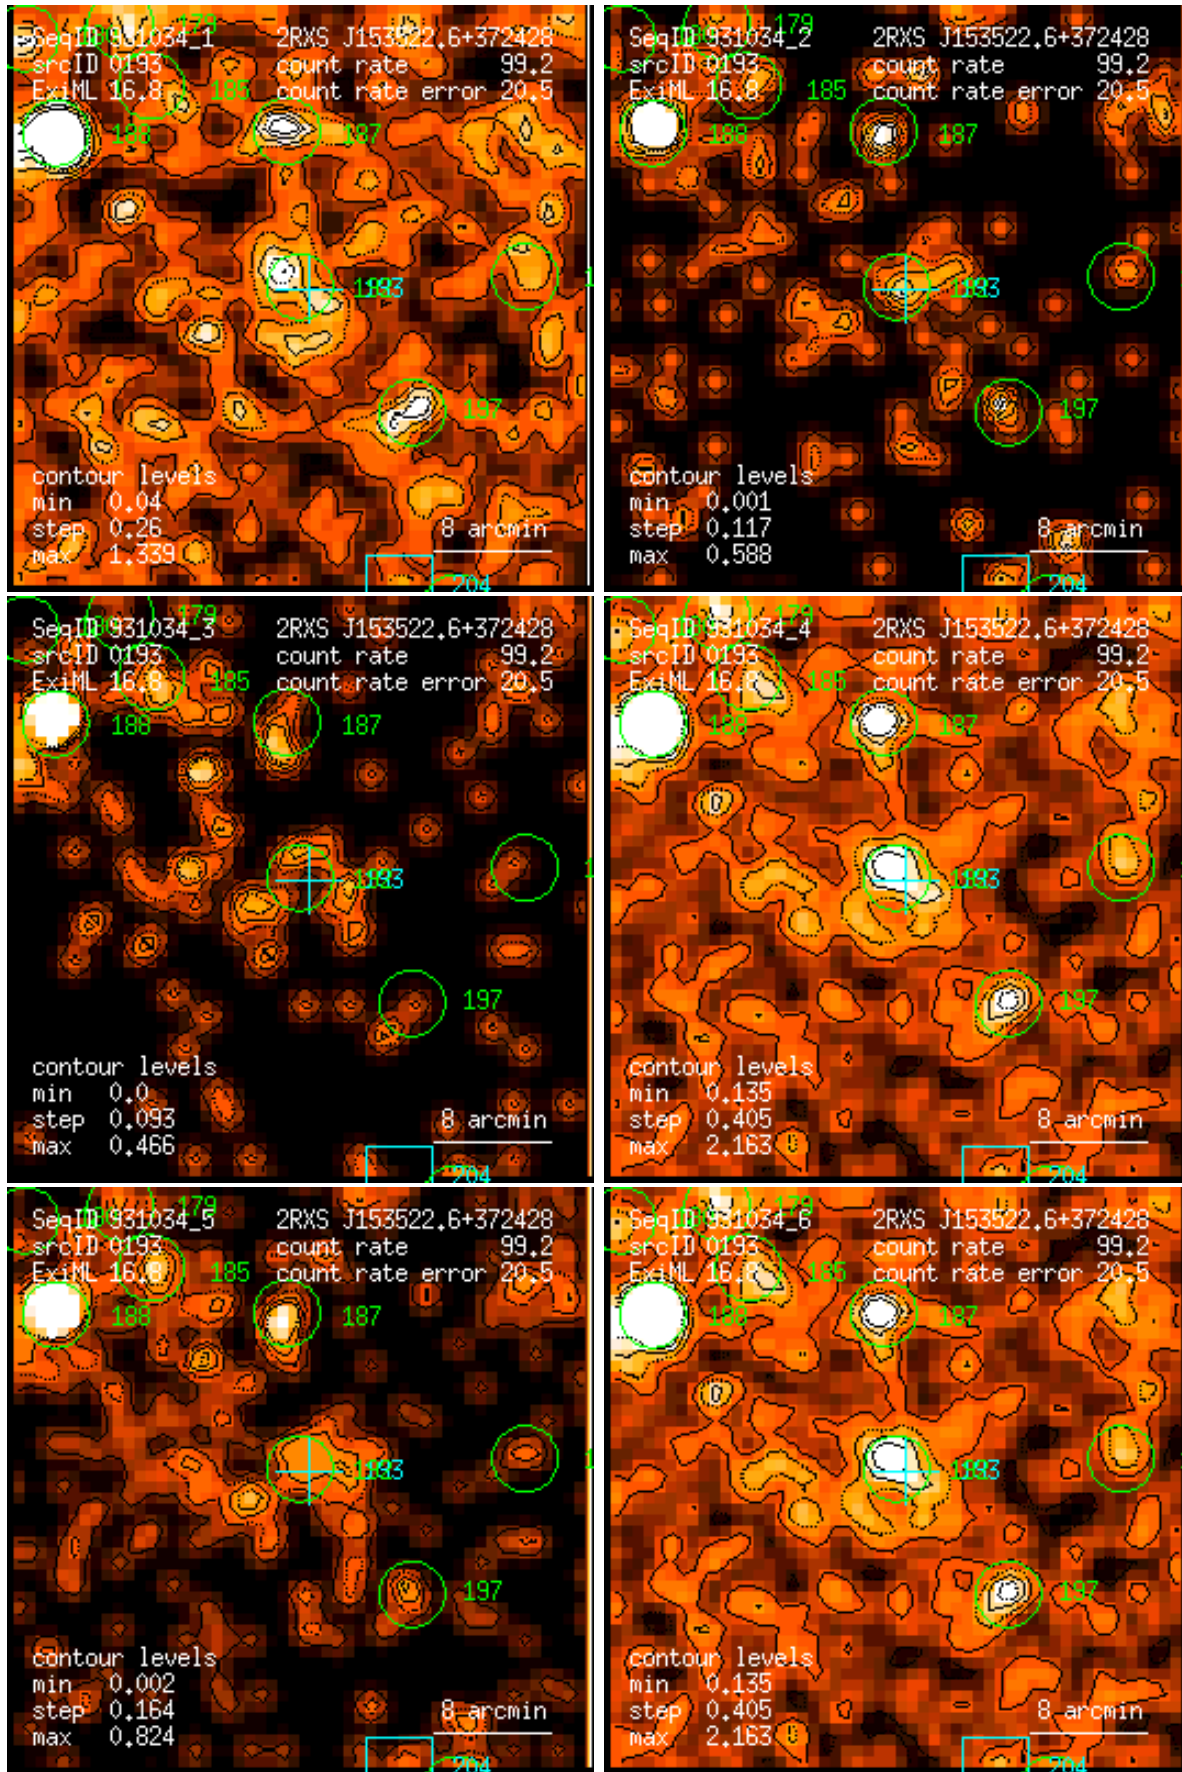 179
SeqID 931034_1 2RXS J153522.6+372428
srcID 0193 count rate 99.2
ExiML 16.8 185 count rate error 20.5
188 187
193
197
contour levels
min 0.04
step 0.26 8 arcmin
max 1.339
204
179
SeqID 931034_2 2RXS J153522.6+372428
srcID 0193 count rate 99.2
ExiML 16.8 185 count rate error 20.5
188 187
193
197
contour levels
min 0.001
step 0.117 8 arcmin
max 0.588
204
179
SeqID 931034_3 2RXS J153522.6+372428
srcID 0193 count rate 99.2
ExiML 16.8 185 count rate error 20.5
188 187
193
197
contour levels
min 0.0
step 0.093 8 arcmin
max 0.466
204
179
SeqID 931034_4 2RXS J153522.6+372428
srcID 0193 count rate 99.2
ExiML 16.8 185 count rate error 20.5
188 187
193
197
contour levels
min 0.135
step 0.405 8 arcmin
max 2.163
204
179
SeqID 931034_5 2RXS J153522.6+372428
srcID 0193 count rate 99.2
ExiML 16.8 185 count rate error 20.5
188 187
193
197
contour levels
min 0.002
step 0.164 8 arcmin
max 0.824
204
179
SeqID 931034_6 2RXS J153522.6+372428
srcID 0193 count rate 99.2
ExiML 16.8 185 count rate error 20.5
188 187
193
197
contour levels
min 0.135
step 0.405 8 arcmin
max 2.163
204